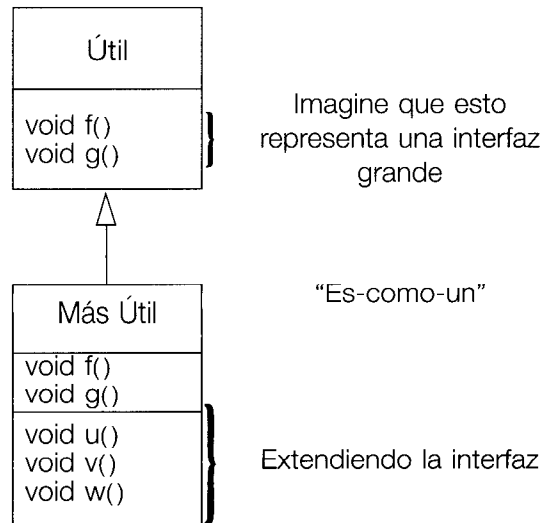 Útil
void f()
void g()
Imagine que esto
representa una interfaz
grande
"Es-como-un"
Más Útil
void f()
void g()
void u()
void v()
void w()
Extendiendo la interfaz